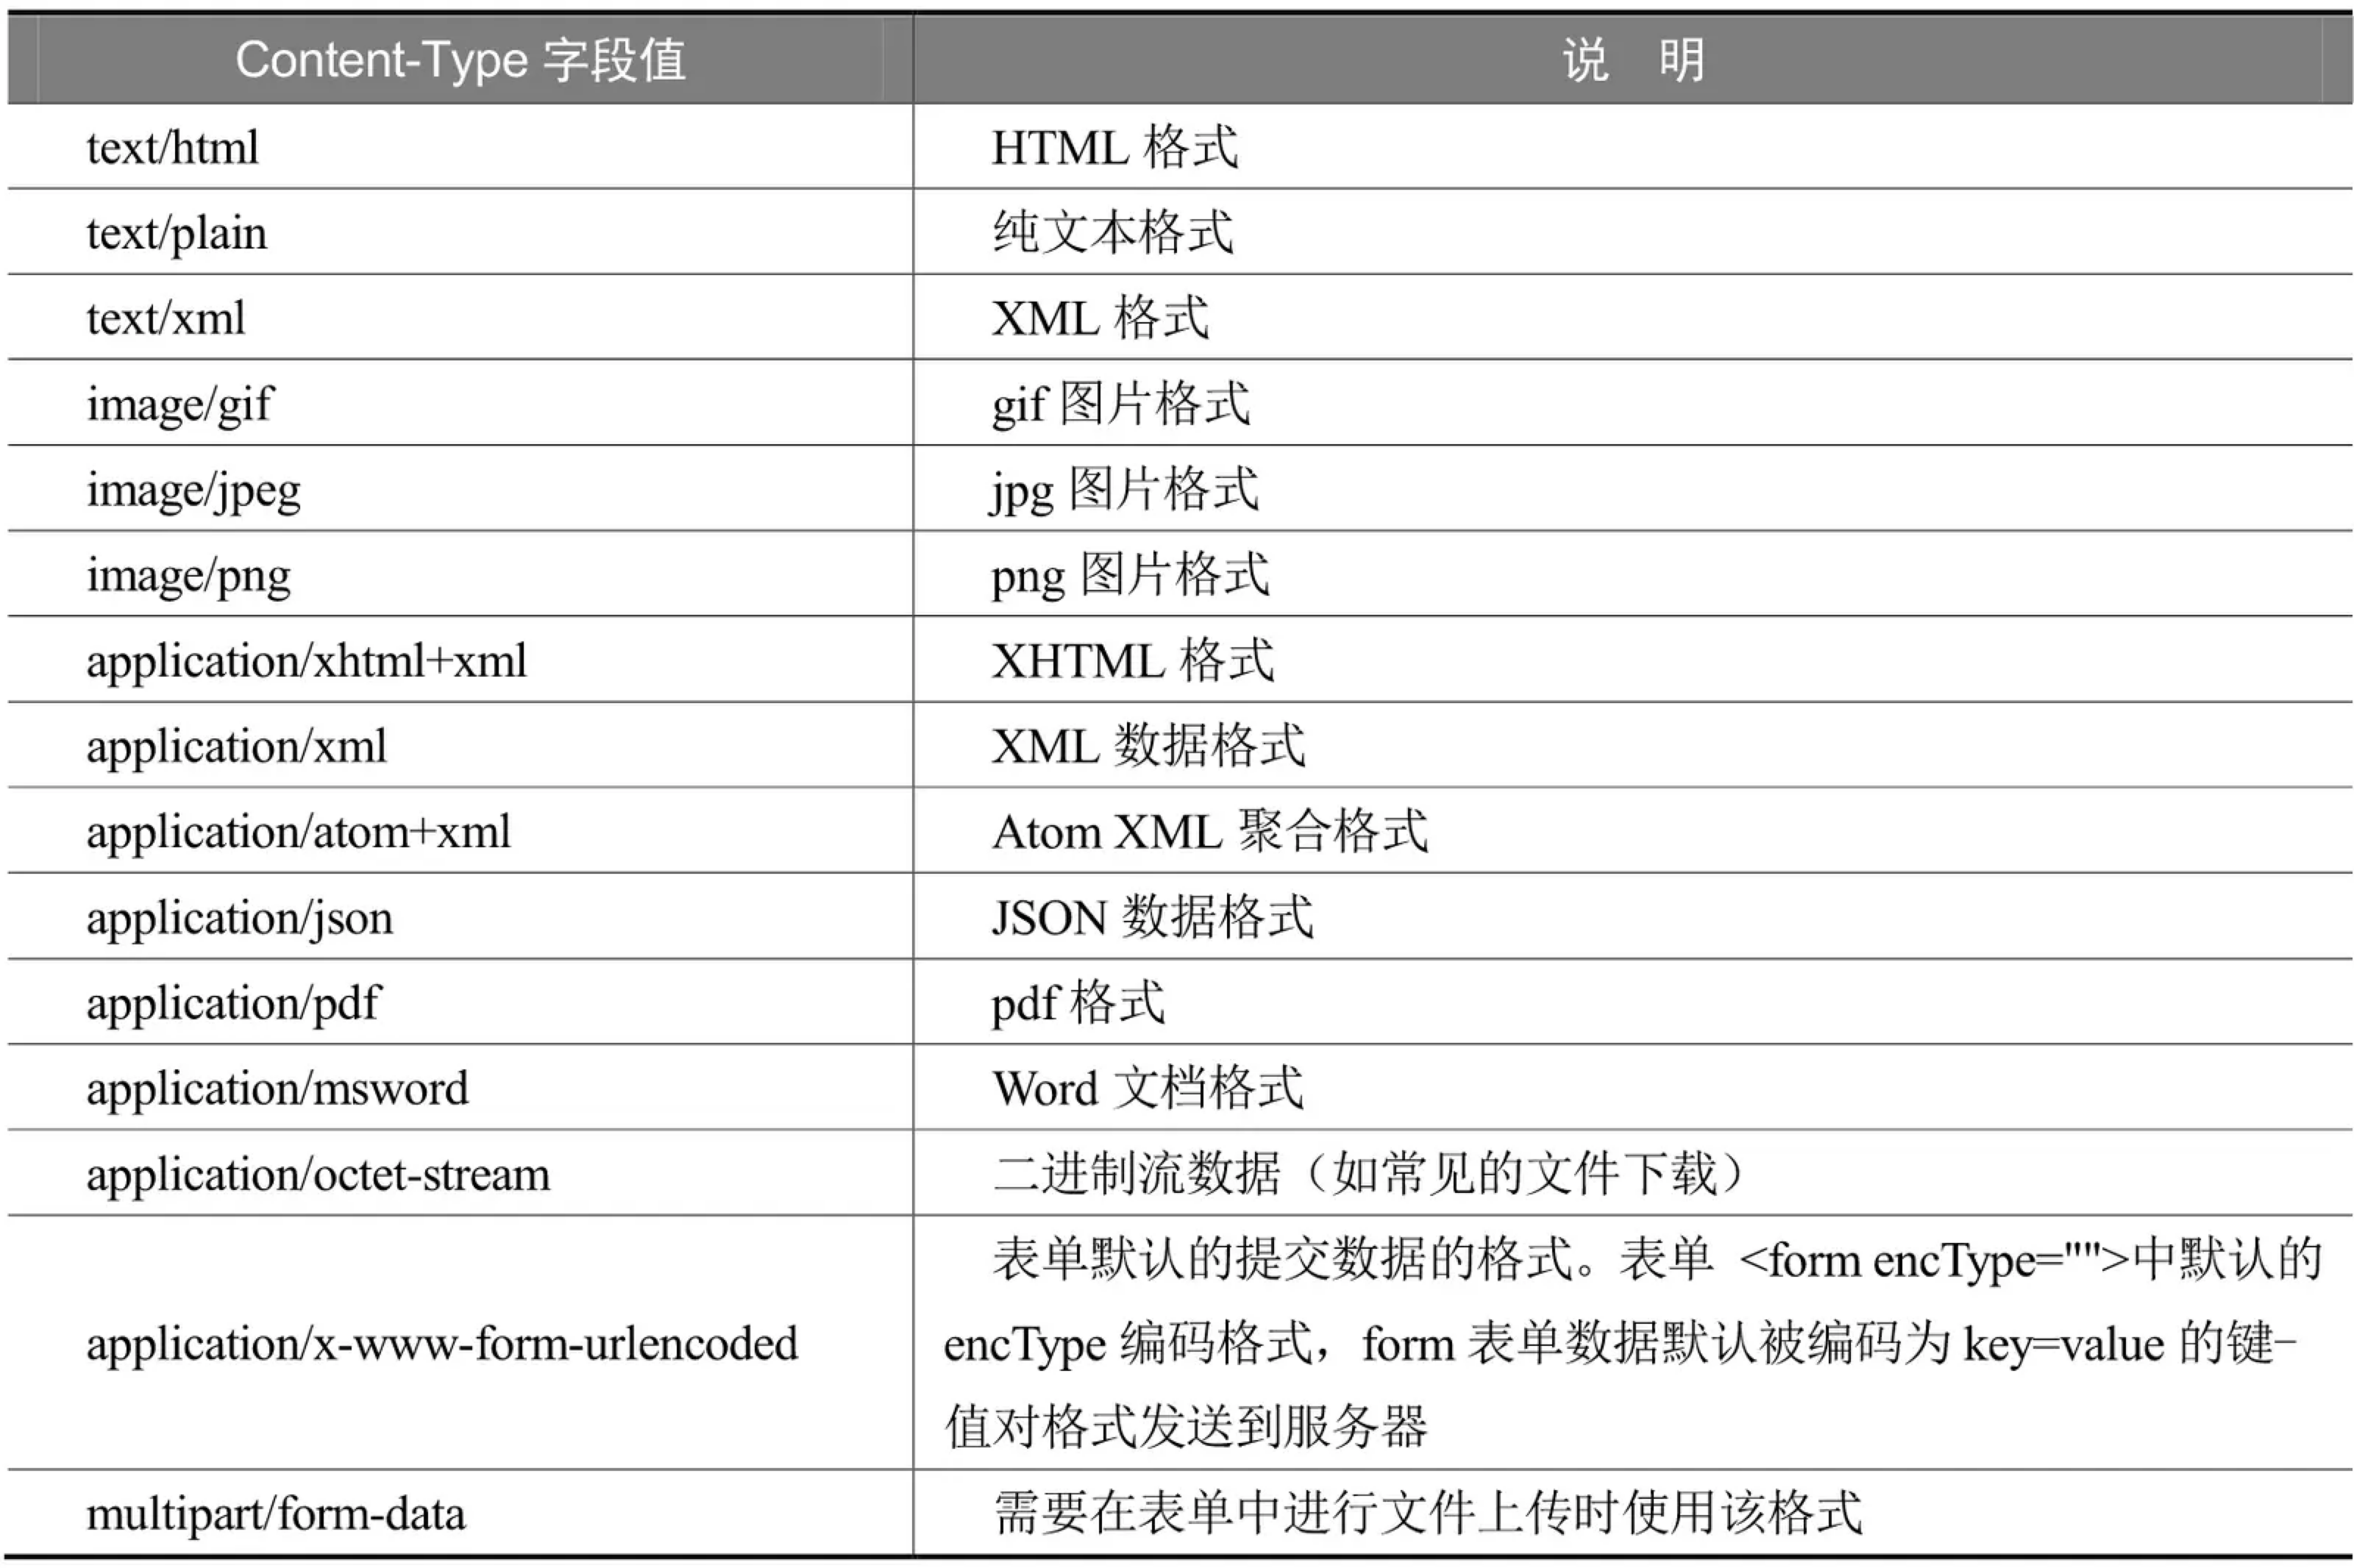 Content-Type 字段值 说 明
text/html HTML 格式
text/plain 纯文本格式
text/xml XML 格式
image/gif gif 图片格式
image/jpeg jpg 图片格式
image/png png 图片格式
application/xhtml+xml XHTML 格式
application/xml XML 数据格式
application/atom+xml Atom XML 聚合格式
application/json JSON 数据格式
application/pdf pdf 格式
application/msword Word 文档格式
application/octet-stream 二进制流数据（如常见的文件下载）
application/x-www-form-urlencoded
表单默认的提交数据的格式。表单 <form encType="">中默认的
encType 编码格式，form 表单数据默认被编码为 key=value 的键-
值对格式发送到服务器
multipart/form-data 需要在表单中进行文件上传时使用该格式